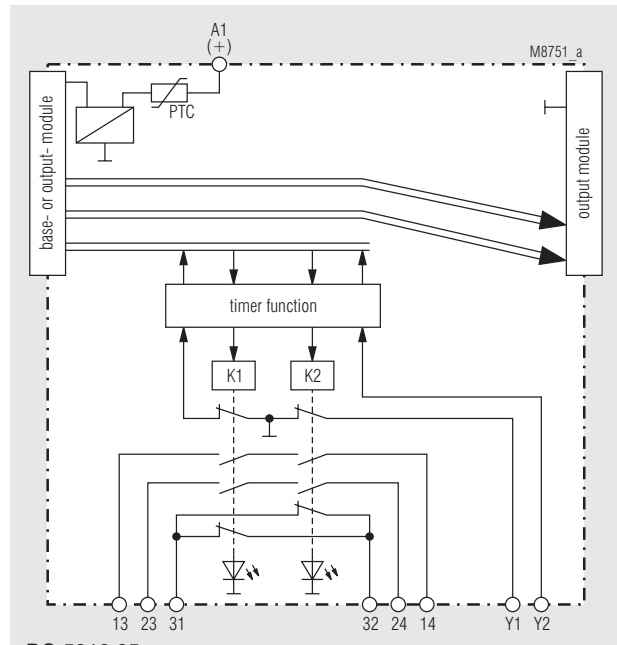 A1
(+)
M8751_a
PTC
base- or output- module
output module
timer function
K1 K2
13 23 31 32 24 14 Y1 Y2